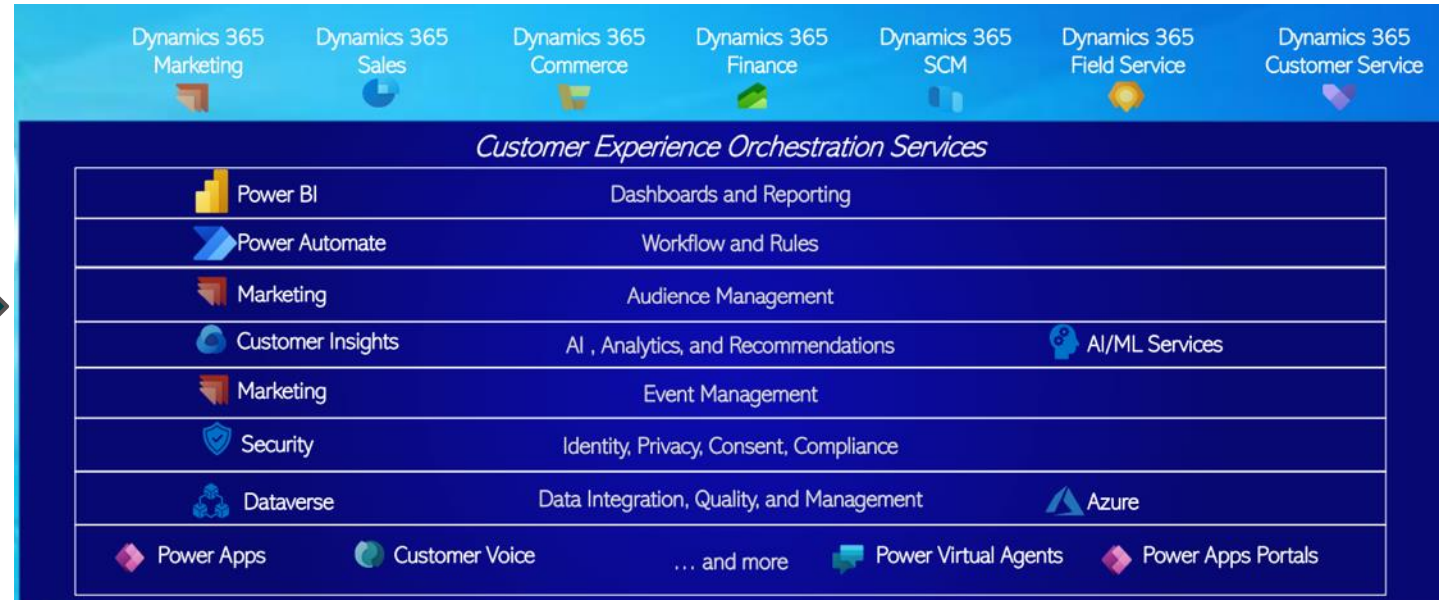 Dynamics 365 Marketing
Dynamics 365 Sales
Dynamics 365 Commerce
Dynamics 365 Finance
Dynamics 365 SCM
Dynamics 365 Field Service
Dynamics 365 Customer Service
Customer Experience Orchestration Services
Power BI Dashboards and Reporting
Power Automate Workflow and Rules
Marketing Audience Management
Customer Insights AI , Analytics, and Recommendations AI/ML Services
Marketing Event Management
Security Identity, Privacy, Consent, Compliance
Dataverse Data Integration, Quality, and Management Azure
Power Apps Customer Voice ... and more Power Virtual Agents Power Apps Portals